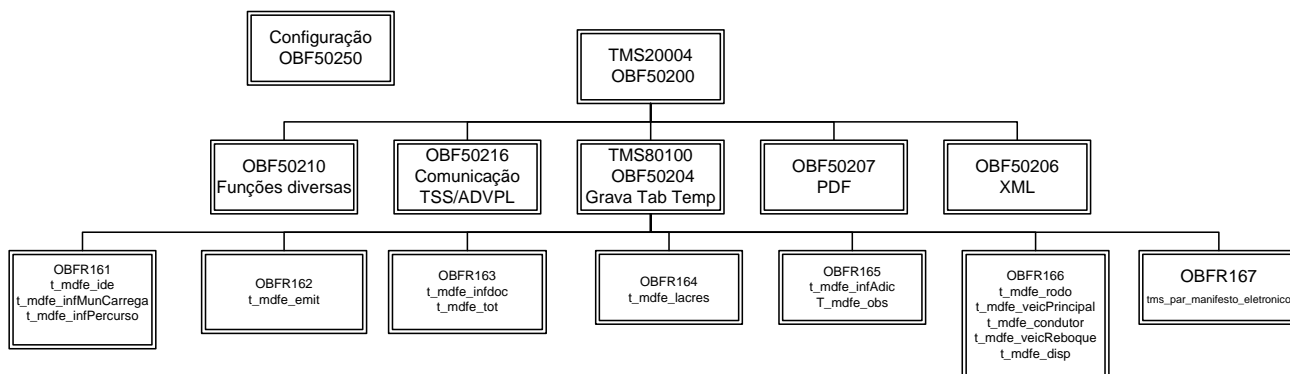 Configuração
OBF50250
TMS20004
OBF50200
OBF50210
Funções diversas
OBF50216
Comunicação
TSS/ADVPL
TMS80100
OBF50204
Grava Tab Temp
OBF50207
PDF
OBF50206
XML
OBFR161
t_mdfe_ide
t_mdfe_infMunCarrega
t_mdfe_infPercurso
OBFR162
t_mdfe_emit
OBFR163
t_mdfe_infdoc
t_mdfe_tot
OBFR164
t_mdfe_lacres
OBFR165
t_mdfe_infAdic
T_mdfe_obs
OBFR166
t_mdfe_rodo
t_mdfe_veicPrincipal
t_mdfe_condutor
t_mdfe_veicReboque
t_mdfe_disp
OBFR167
tms_par_manifesto_eletronico